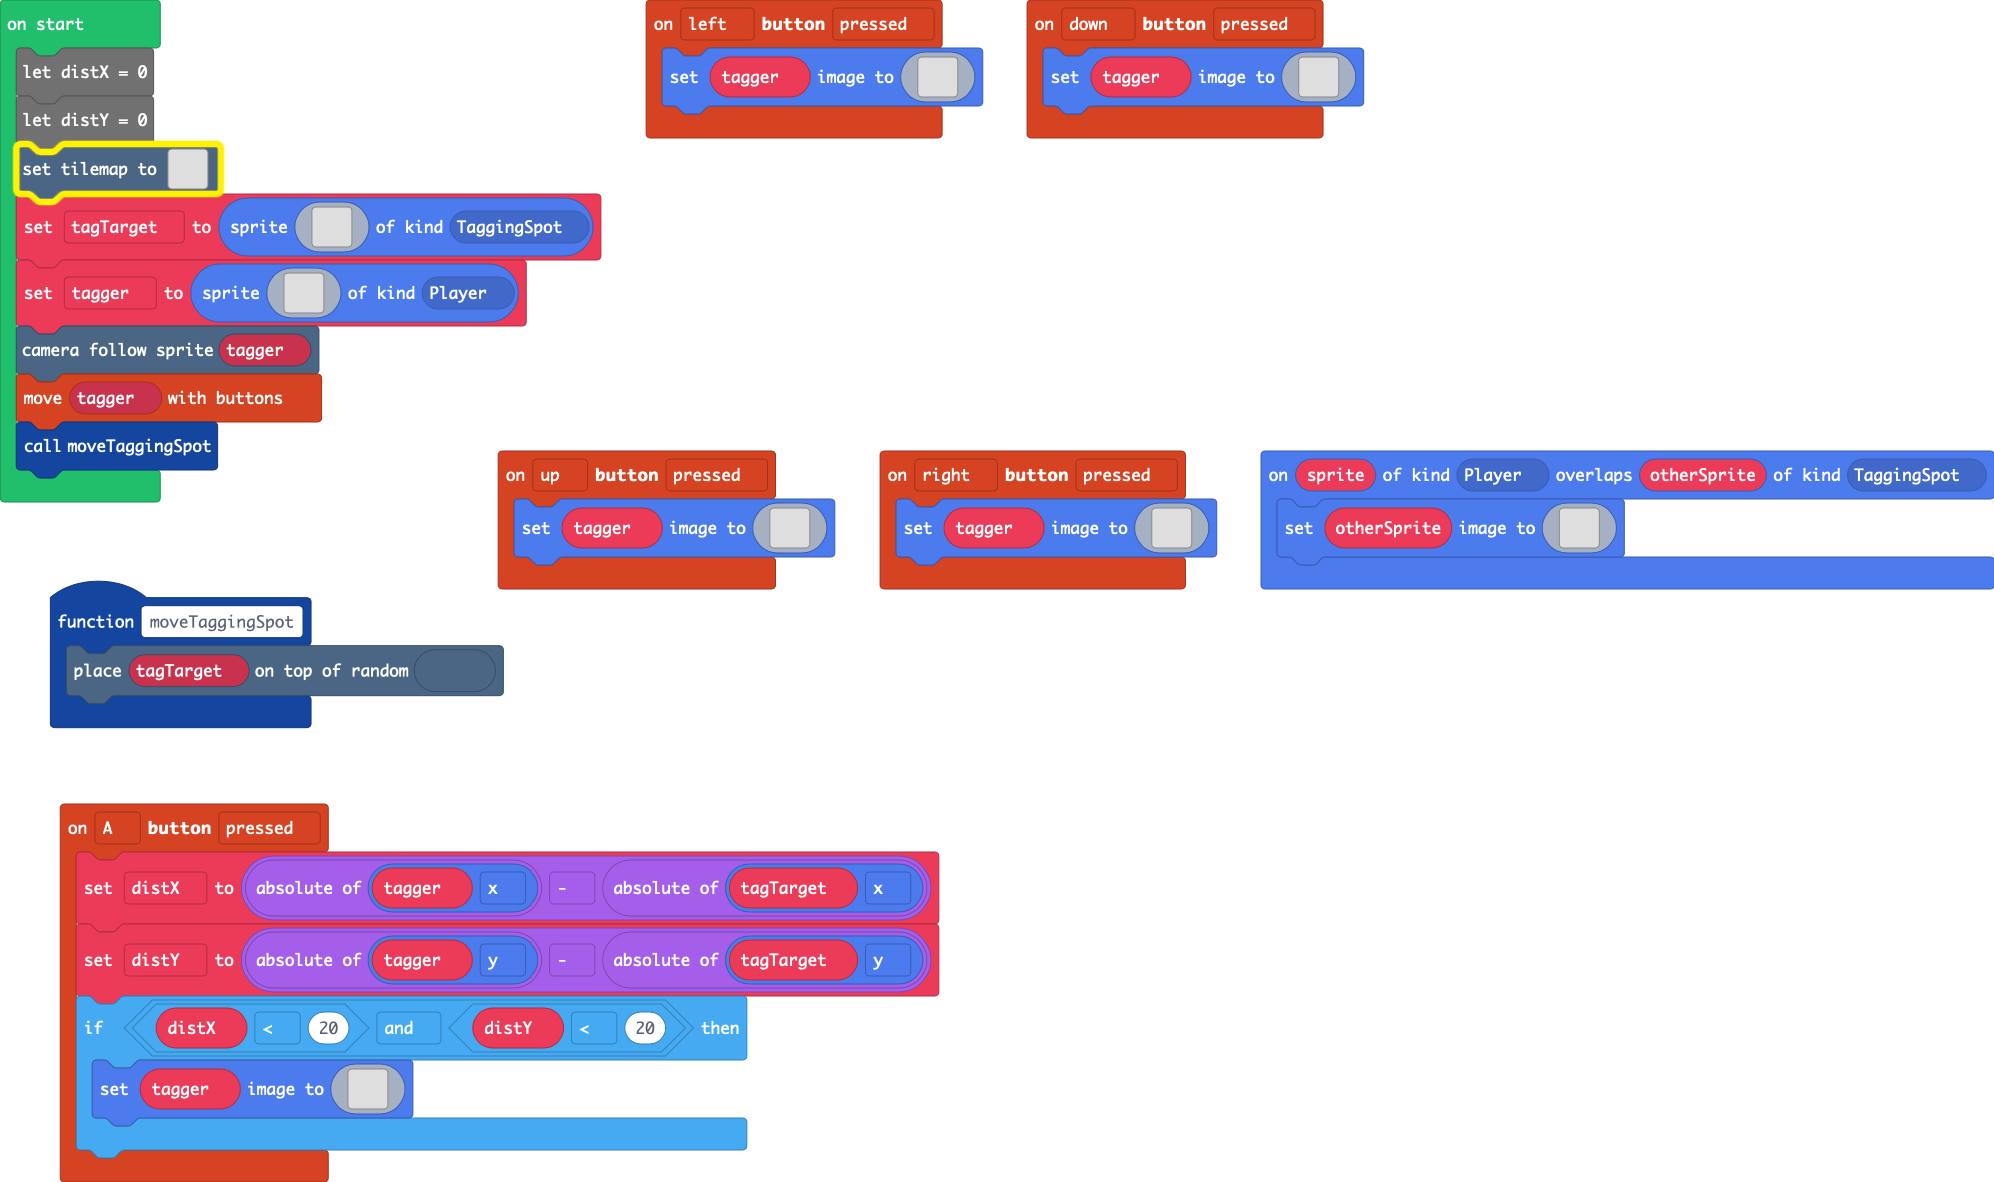 on start
let distX = 0
let distY = 0
set tilemap to
set tagTarget to sprite of kind TaggingSpot
set tagger to sprite of kind Player
camera follow sprite tagger
move tagger with buttons
call moveTaggingSpot
on left button pressed
set tagger image to
on down button pressed
set tagger image to
on up button pressed
set tagger image to
on right button pressed
set tagger image to
on sprite of kind Player overlaps otherSprite of kind TaggingSpot
set otherSprite image to
function moveTaggingSpot
place tagTarget on top of random
on A button pressed
set distX to absolute of tagger x - absolute of tagTarget x
set distY to absolute of tagger y - absolute of tagTarget y
if distX < 20 and distY < 20 then
set tagger image to